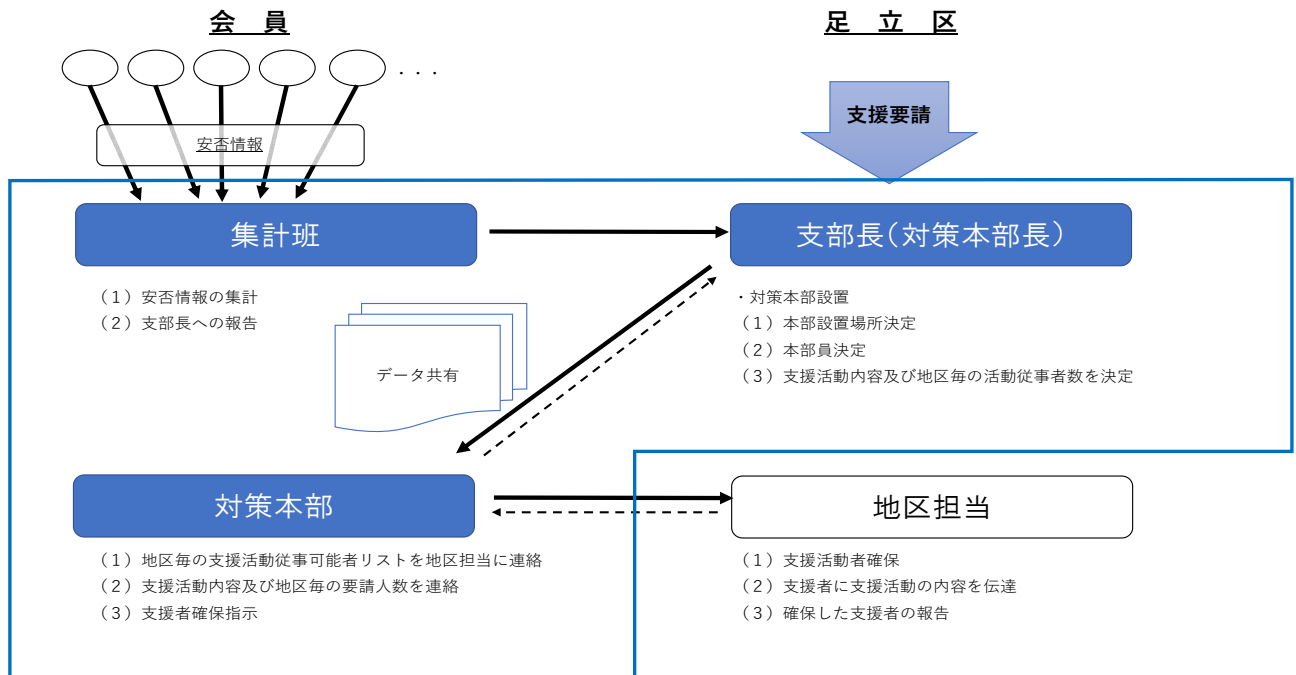 会　員
足　立　区
・・・
支援要請
安否情報
集計班
支部長(対策本部長)
（1）安否情報の集計
（2）支部長への報告
データ共有
・対策本部設置
（1）本部設置場所決定
（2）本部員決定
（3）支援活動内容及び地区毎の活動従事者数を決定
対策本部
地区担当
（1）地区毎の支援活動従事可能者リストを地区担当に連絡
（2）支援活動内容及び地区毎の要請人数を連絡
（3）支援者確保指示
（1）支援活動者確保
（2）支援者に支援活動の内容を伝達
（3）確保した支援者の報告